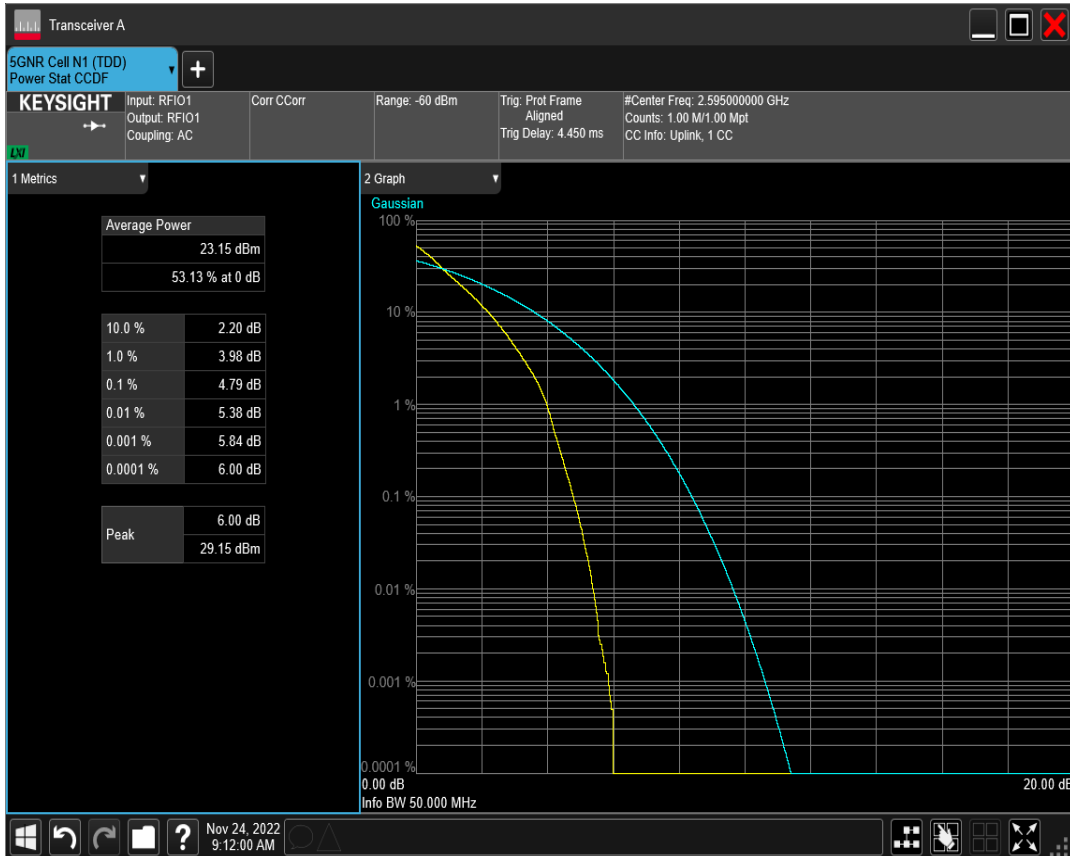 Transceiver A
5GNR Cell N1 (TDD)
Power Stat CCDF
+
KEYSIGHT
LXI
Input: RFIO1
Output: RFIO1
Coupling: AC
Corr CCorr
Range: -60 dBm
Trig: Prot Frame
Aligned
Trig Delay: 4.450 ms
#Center Freq: 2.595000000 GHz
Counts: 1.00 M/1.00 Mpt
CC Info: Uplink, 1 CC
1 Metrics
Average Power
23.15 dBm
53.13 % at 0 dB
10.0 % 2.20 dB
1.0 % 3.98 dB
0.1 % 4.79 dB
0.01 % 5.38 dB
0.001 % 5.84 dB
0.0001 % 6.00 dB
Peak 6.00 dB
29.15 dBm
2 Graph
Gaussian
100 %
10 %
1 %
0.1 %
0.01 %
0.001 %
0.0001 %
0.00 dB 20.00 dB
Info BW 50.000 MHz
?
Nov 24, 2022
9:12:00 AM